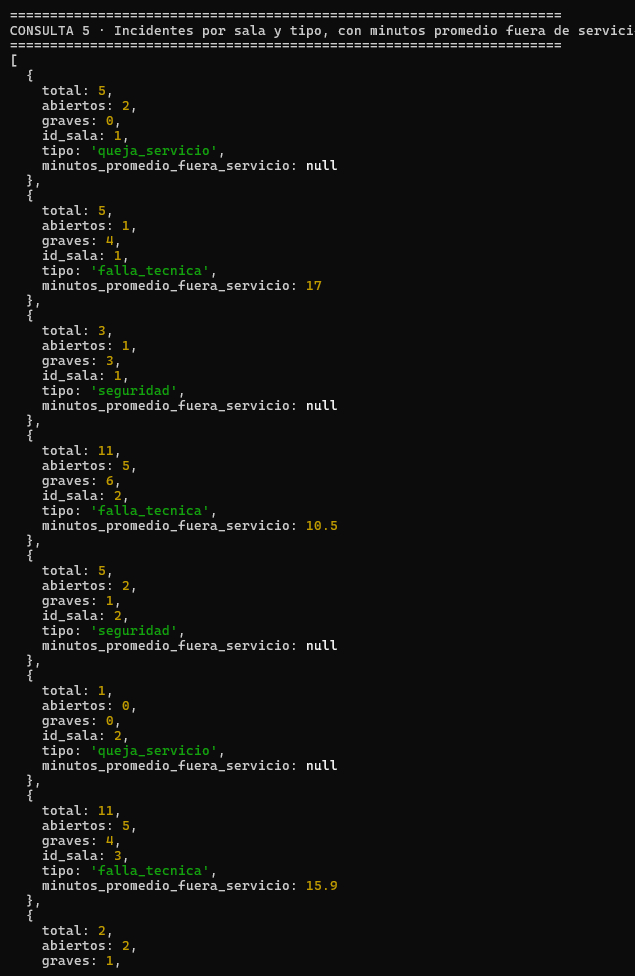 =====================================================================
CONSULTA 5 · Incidentes por sala y tipo, con minutos promedio fuera de servici
=====================================================================
[
  {
    total: 5,
    abiertos: 2,
    graves: 0,
    id_sala: 1,
    tipo: 'queja_servicio',
    minutos_promedio_fuera_servicio: null
  },
  {
    total: 5,
    abiertos: 1,
    graves: 4,
    id_sala: 1,
    tipo: 'falla_tecnica',
    minutos_promedio_fuera_servicio: 17
  },
  {
    total: 3,
    abiertos: 1,
    graves: 3,
    id_sala: 1,
    tipo: 'seguridad',
    minutos_promedio_fuera_servicio: null
  },
  {
    total: 11,
    abiertos: 5,
    graves: 6,
    id_sala: 2,
    tipo: 'falla_tecnica',
    minutos_promedio_fuera_servicio: 10.5
  },
  {
    total: 5,
    abiertos: 2,
    graves: 1,
    id_sala: 2,
    tipo: 'seguridad',
    minutos_promedio_fuera_servicio: null
  },
  {
    total: 1,
    abiertos: 0,
    graves: 0,
    id_sala: 2,
    tipo: 'queja_servicio',
    minutos_promedio_fuera_servicio: null
  },
  {
    total: 11,
    abiertos: 5,
    graves: 4,
    id_sala: 3,
    tipo: 'falla_tecnica',
    minutos_promedio_fuera_servicio: 15.9
  },
  {
    total: 2,
    abiertos: 2,
    graves: 1,